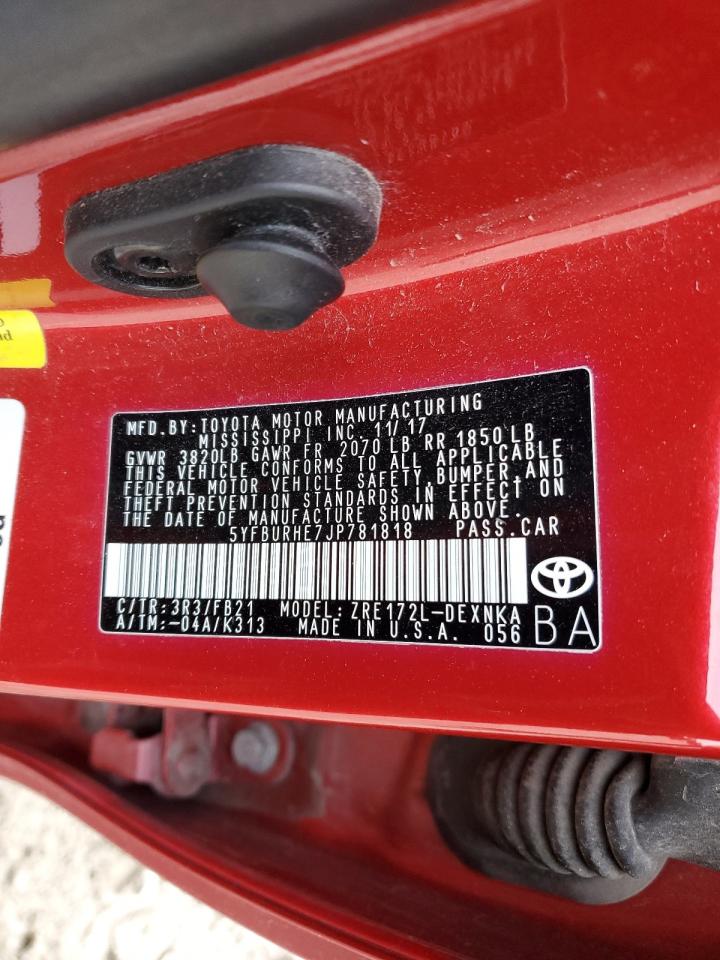 MFD.BY:TOYOTA MOTOR MANUFACTURING
MISSISSIPPI INC. 11/17
GVWR 3820LB GAWR FR 2070 LB RR 1850 LB
THIS VEHICLE CONFORMS TO ALL APPLICABLE
FEDERAL MOTOR VEHICLE SAFETY, BUMPER, AND
THEFT PREVENTION STANDARDS IN EFFECT ON
THE DATE OF MANUFACTURE SHOWN ABOVE.
5YFBURHE7JP781818 PASS.CAR
C/TR:3R3/FB21 MODEL:ZRE172L-DEXNKA
A/TM:-04A/K313 MADE IN U.S.A. 056
BA